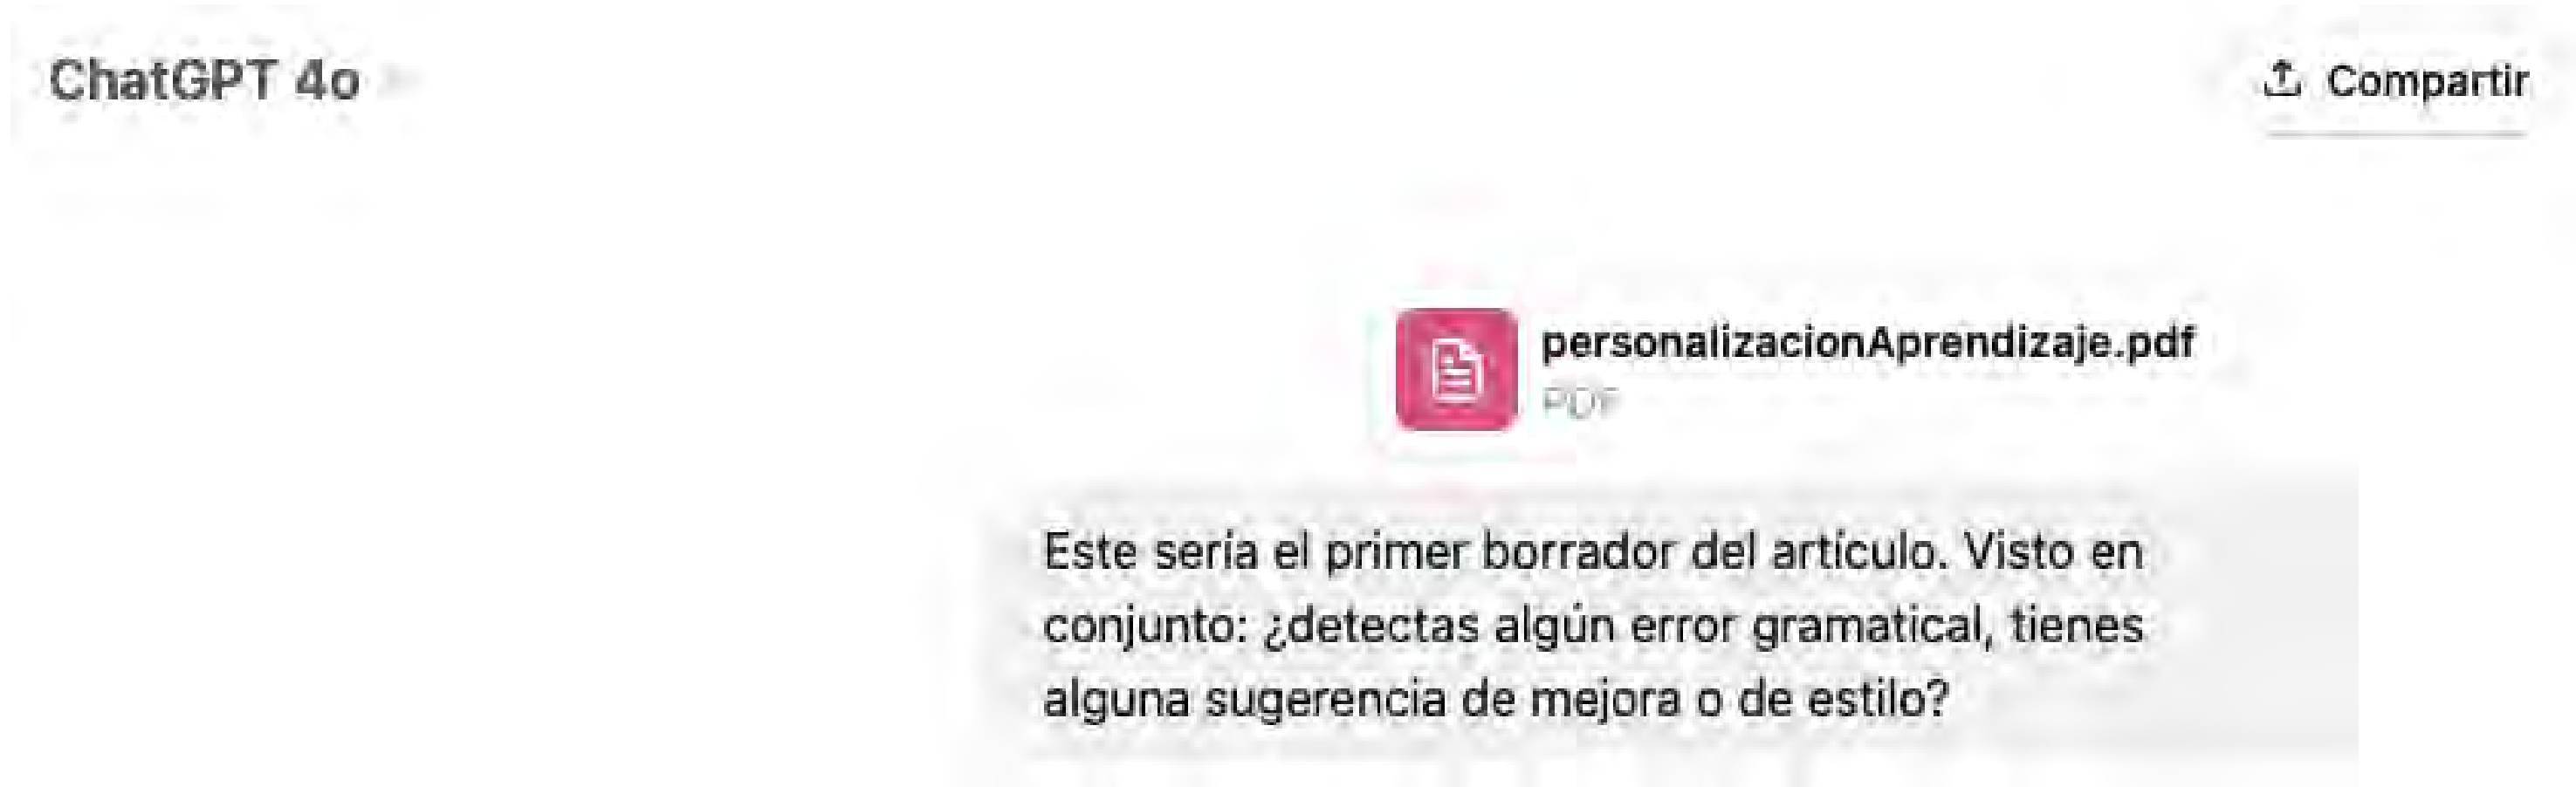 ChatGPT 4o
Compartir
personalizacionAprendizaje.pdf
PDF
Este sería el primer borrador del artículo. Visto en
conjunto: ¿detectas algún error gramatical, tienes
alguna sugerencia de mejora o de estilo?